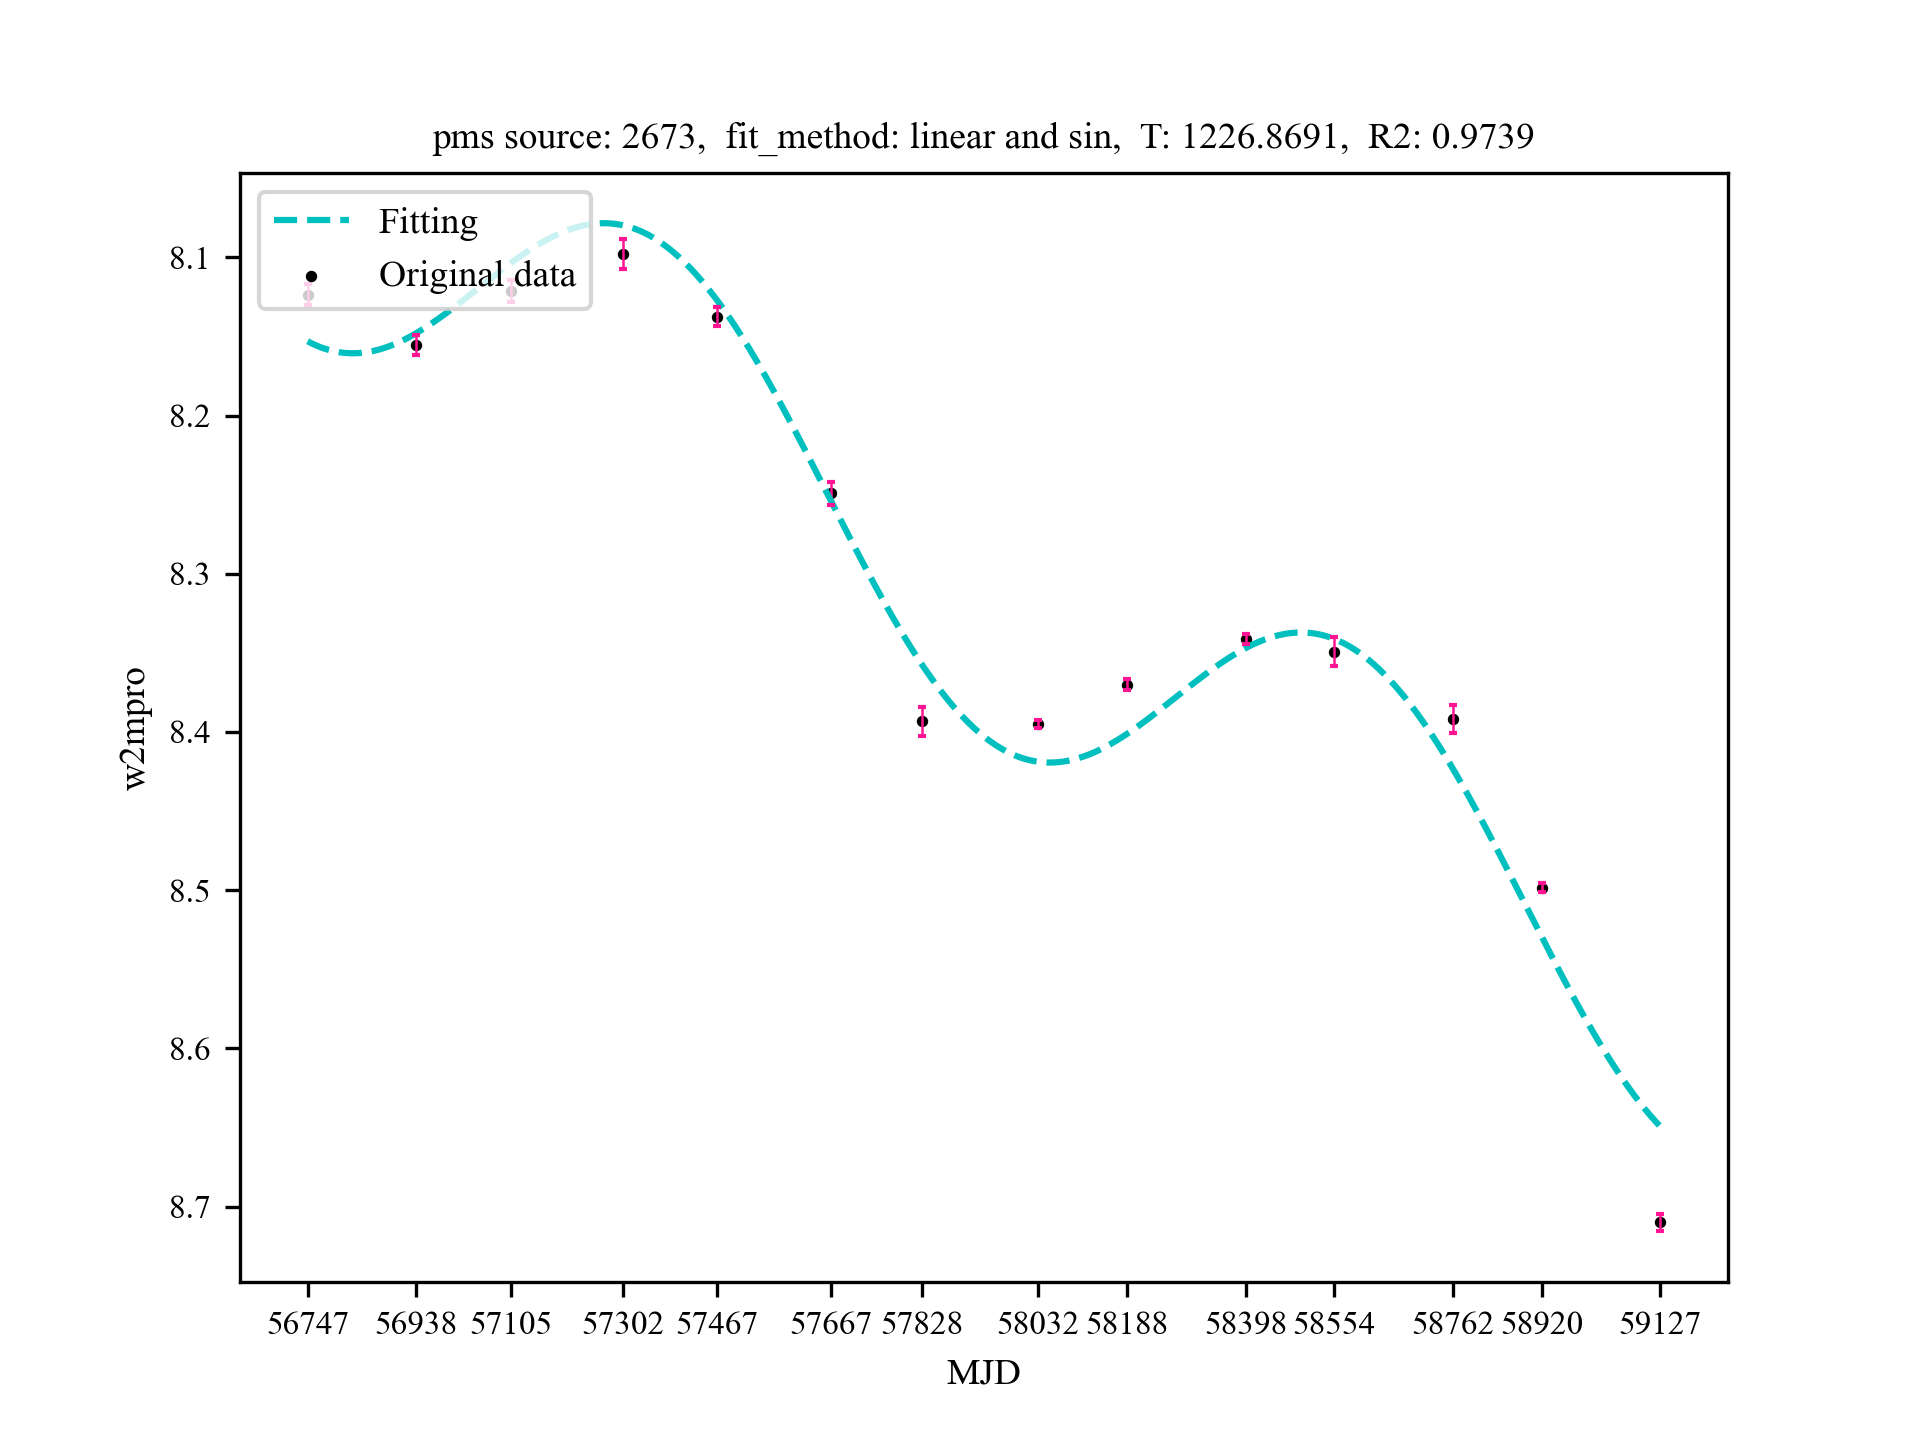 pms source: 2673, fit_method: linear and sin, T: 1226.8691, R2: 0.9739
Fitting
Original data
8.1
8.2
8.3
8.4
8.5
8.6
8.7
w2mpro
56747 56938 57105 57302 57467 57667 57828 58032 58188 58398 58554 58762 58920 59127
MJD